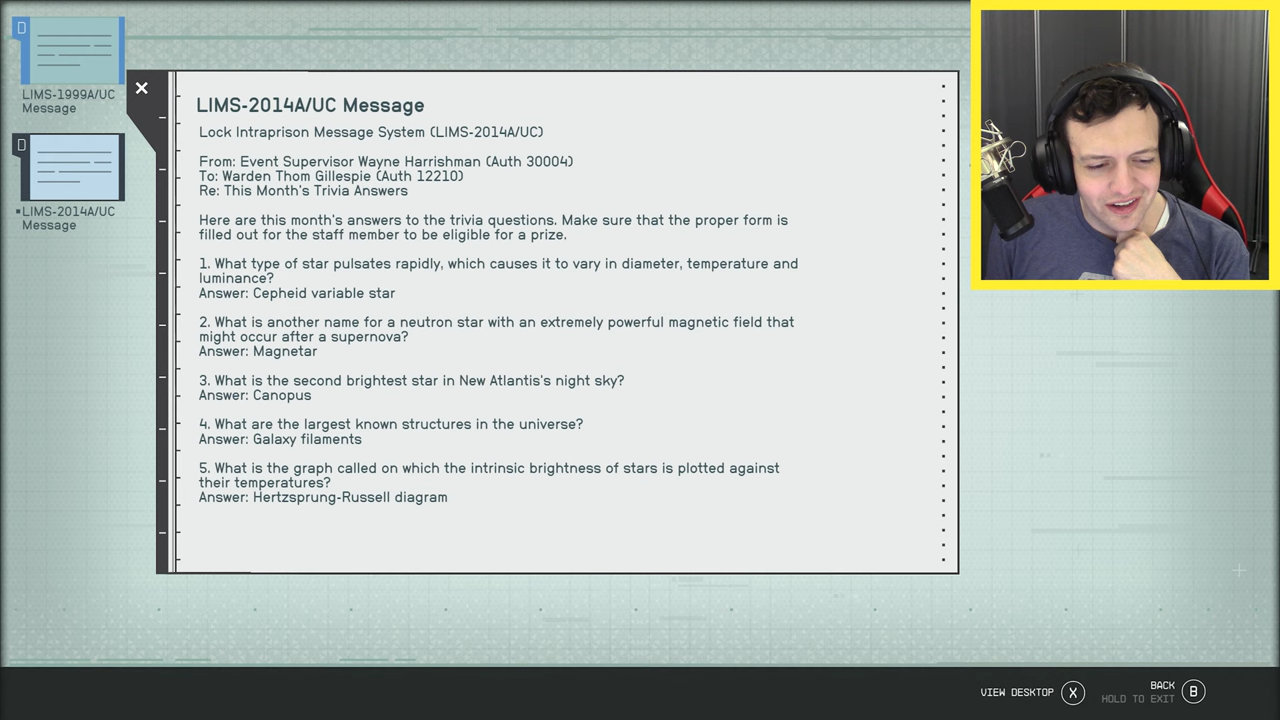 D
LIMS-1999A/UC
Message
D
LIMS-2014A/UC
Message
×
LIMS-2014A/UC Message
Lock Intraprison Message System (LIMS-2014A/UC)
From: Event Supervisor Wayne Harrishman (Auth 30004)
To: Warden Thom Gillespie (Auth 12210)
Re: This Month's Trivia Answers
Here are this month's answers to the trivia questions. Make sure that the proper form is
filled out for the staff member to be eligible for a prize.
1. What type of star pulsates rapidly, which causes it to vary in diameter, temperature and
luminance?
Answer: Cepheid variable star
2. What is another name for a neutron star with an extremely powerful magnetic field that
might occur after a supernova?
Answer: Magnetar
3. What is the second brightest star in New Atlantis's night sky?
Answer: Canopus
4. What are the largest known structures in the universe?
Answer: Galaxy filaments
5. What is the graph called on which the intrinsic brightness of stars is plotted against
their temperatures?
Answer: Hertzsprung-Russell diagram
VIEW DESKTOP X
BACK
HOLD TO EXIT B